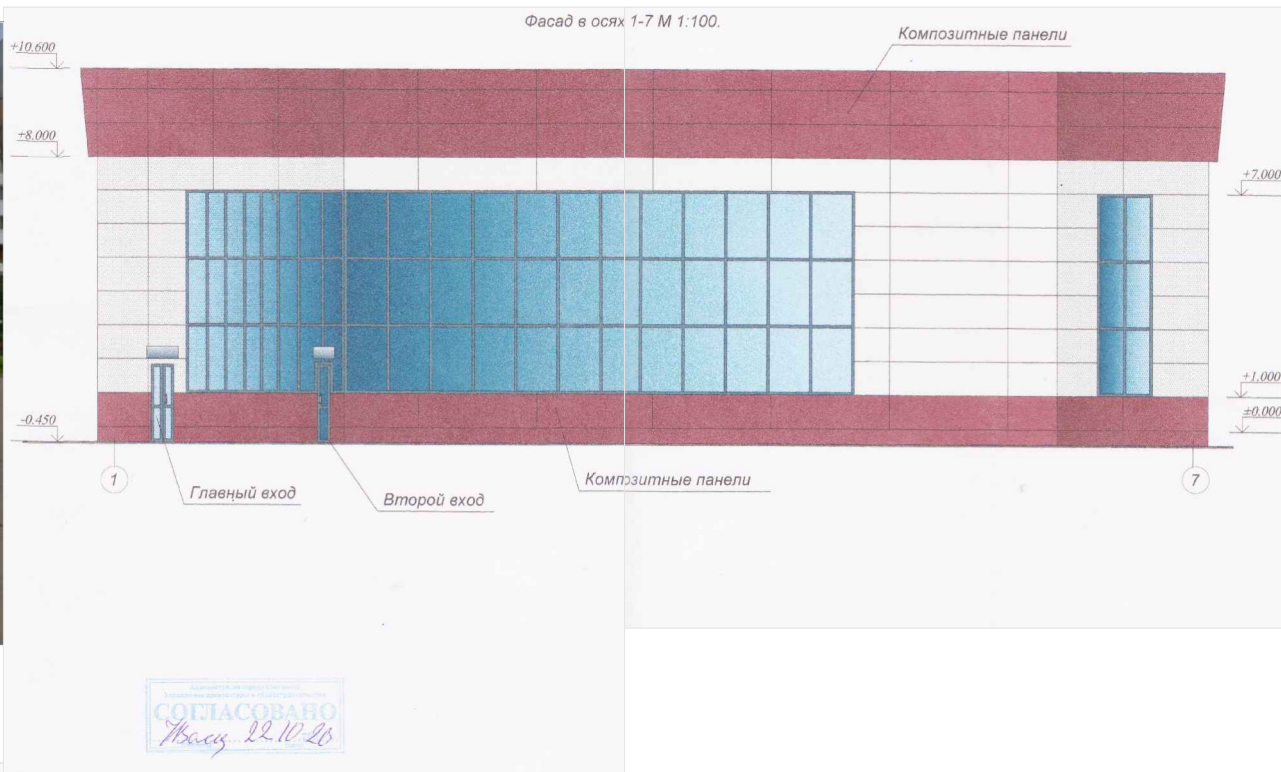 Фасад в осях 1-7 М 1:100.
Композитные панели
+10.600
+8.000
+7.000
+1.000
±0.000
-0.450
1
7
Главный вход
Второй вход
Композитные панели
СОГЛАСОВАНО
22.10.20